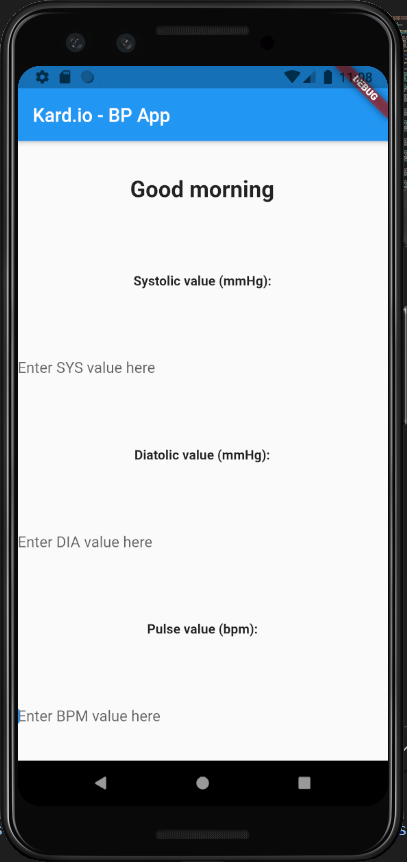 11:08
DEBUG
Kard.io - BP App
Good morning
Systolic value (mmHg):
Enter SYS value here
Diatolic value (mmHg):
Enter DIA value here
Pulse value (bpm):
Enter BPM value here